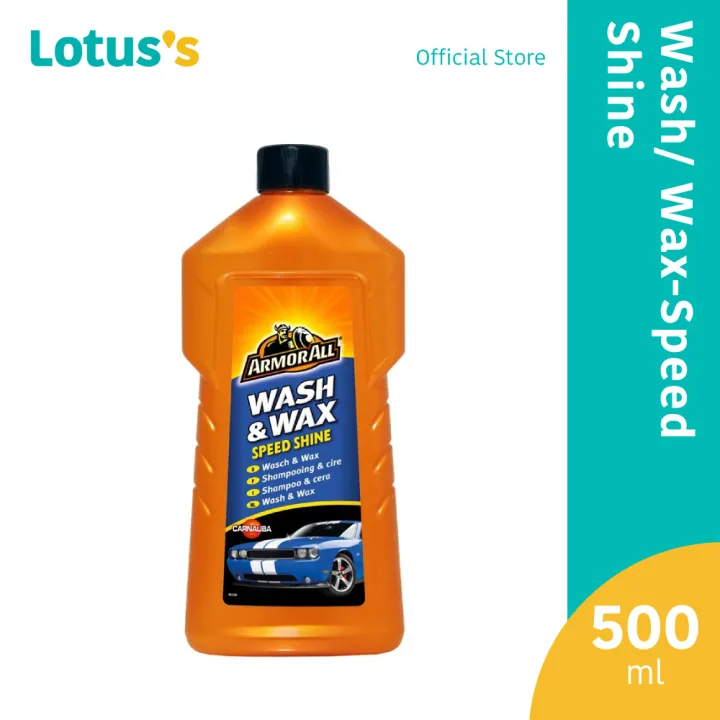 Lotus's
Official Store
Wash/ Wax-Speed
Shine
ARMORALL
WASH
& WAX
SPEED SHINE
Wasch & Wax
Shampooing & cire
Shampoo & cera
Wash & Wax
CARNAUBA
500
ml